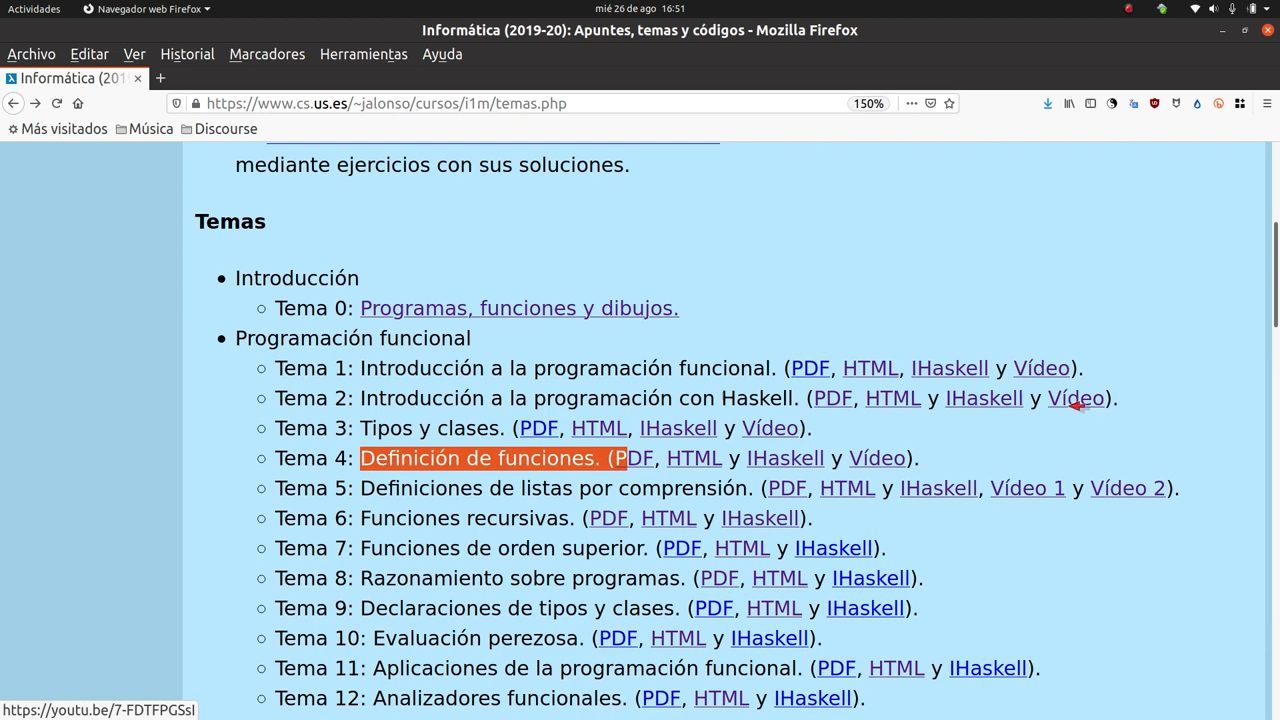 Actividades Navegador web Firefox mié 26 de ago 16:51
Informática (2019-20): Apuntes, temas y códigos - Mozilla Firefox
Archivo Editar Ver Historial Marcadores Herramientas Ayuda
Informática (201 × +
https://www.cs.us.es/~jalonso/cursos/i1m/temas.php 150%
Más visitados Música Discourse
mediante ejercicios con sus soluciones.
Temas
• Introducción
◦ Tema 0: Programas, funciones y dibujos.
• Programación funcional
◦ Tema 1: Introducción a la programación funcional. (PDF, HTML, IHaskell y Vídeo).
◦ Tema 2: Introducción a la programación con Haskell. (PDF, HTML y IHaskell y Vídeo).
◦ Tema 3: Tipos y clases. (PDF, HTML, IHaskell y Vídeo).
◦ Tema 4: Definición de funciones. (PDF, HTML y IHaskell y Vídeo).
◦ Tema 5: Definiciones de listas por comprensión. (PDF, HTML y IHaskell, Vídeo 1 y Vídeo 2).
◦ Tema 6: Funciones recursivas. (PDF, HTML y IHaskell).
◦ Tema 7: Funciones de orden superior. (PDF, HTML y IHaskell).
◦ Tema 8: Razonamiento sobre programas. (PDF, HTML y IHaskell).
◦ Tema 9: Declaraciones de tipos y clases. (PDF, HTML y IHaskell).
◦ Tema 10: Evaluación perezosa. (PDF, HTML y IHaskell).
◦ Tema 11: Aplicaciones de la programación funcional. (PDF, HTML y IHaskell).
◦ Tema 12: Analizadores funcionales. (PDF, HTML y IHaskell).
https://youtu.be/7-FDTFPGSsI